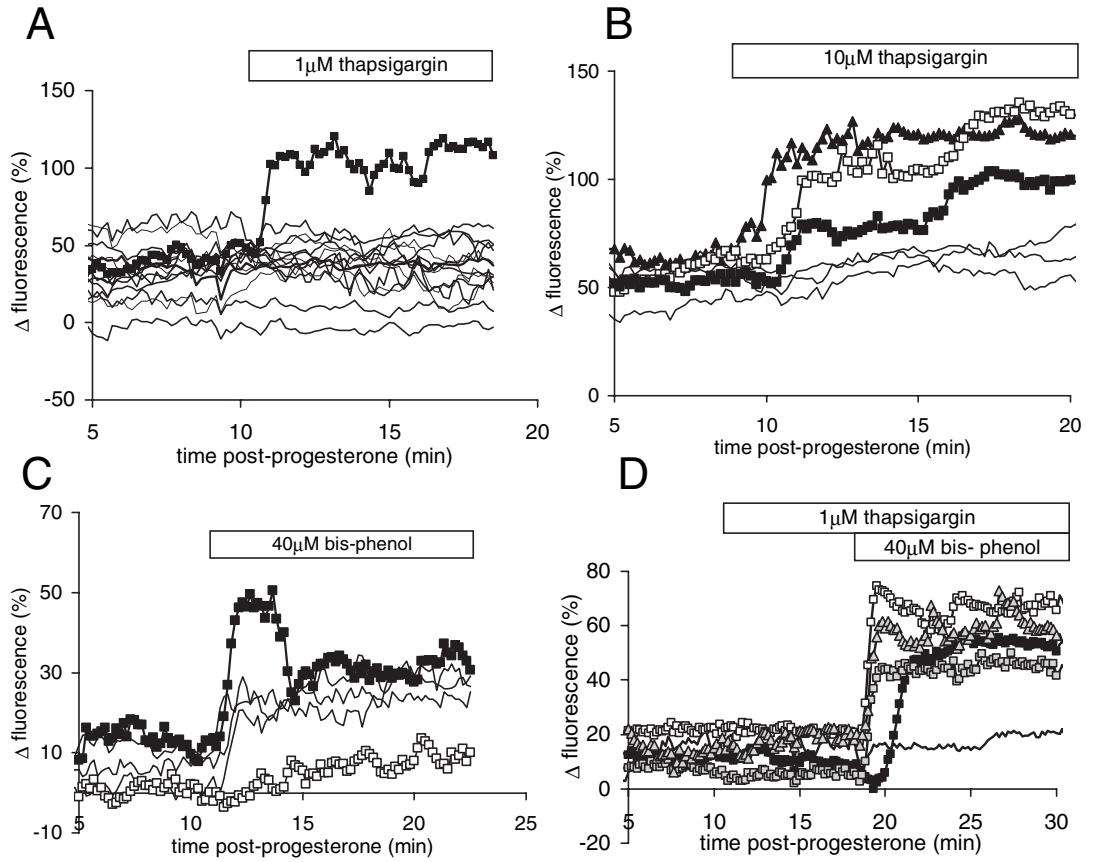 A
1μM thapsigargin
150
100
50
0
-50
Δ fluorescence (%)
5
10
15
20
time post-progesterone (min)
B
10μM thapsigargin
150
100
50
0
Δ fluorescence (%)
5
10
15
20
time post-progesterone (min)
C
40μM bis-phenol
70
50
30
10
-10
Δ fluorescence (%)
5
10
15
20
25
time post-progesterone (min)
D
1μM thapsigargin
40μM bis- phenol
80
60
40
20
0
-20
Δ fluorescence (%)
5
10
15
20
25
30
time post-progesterone (min)